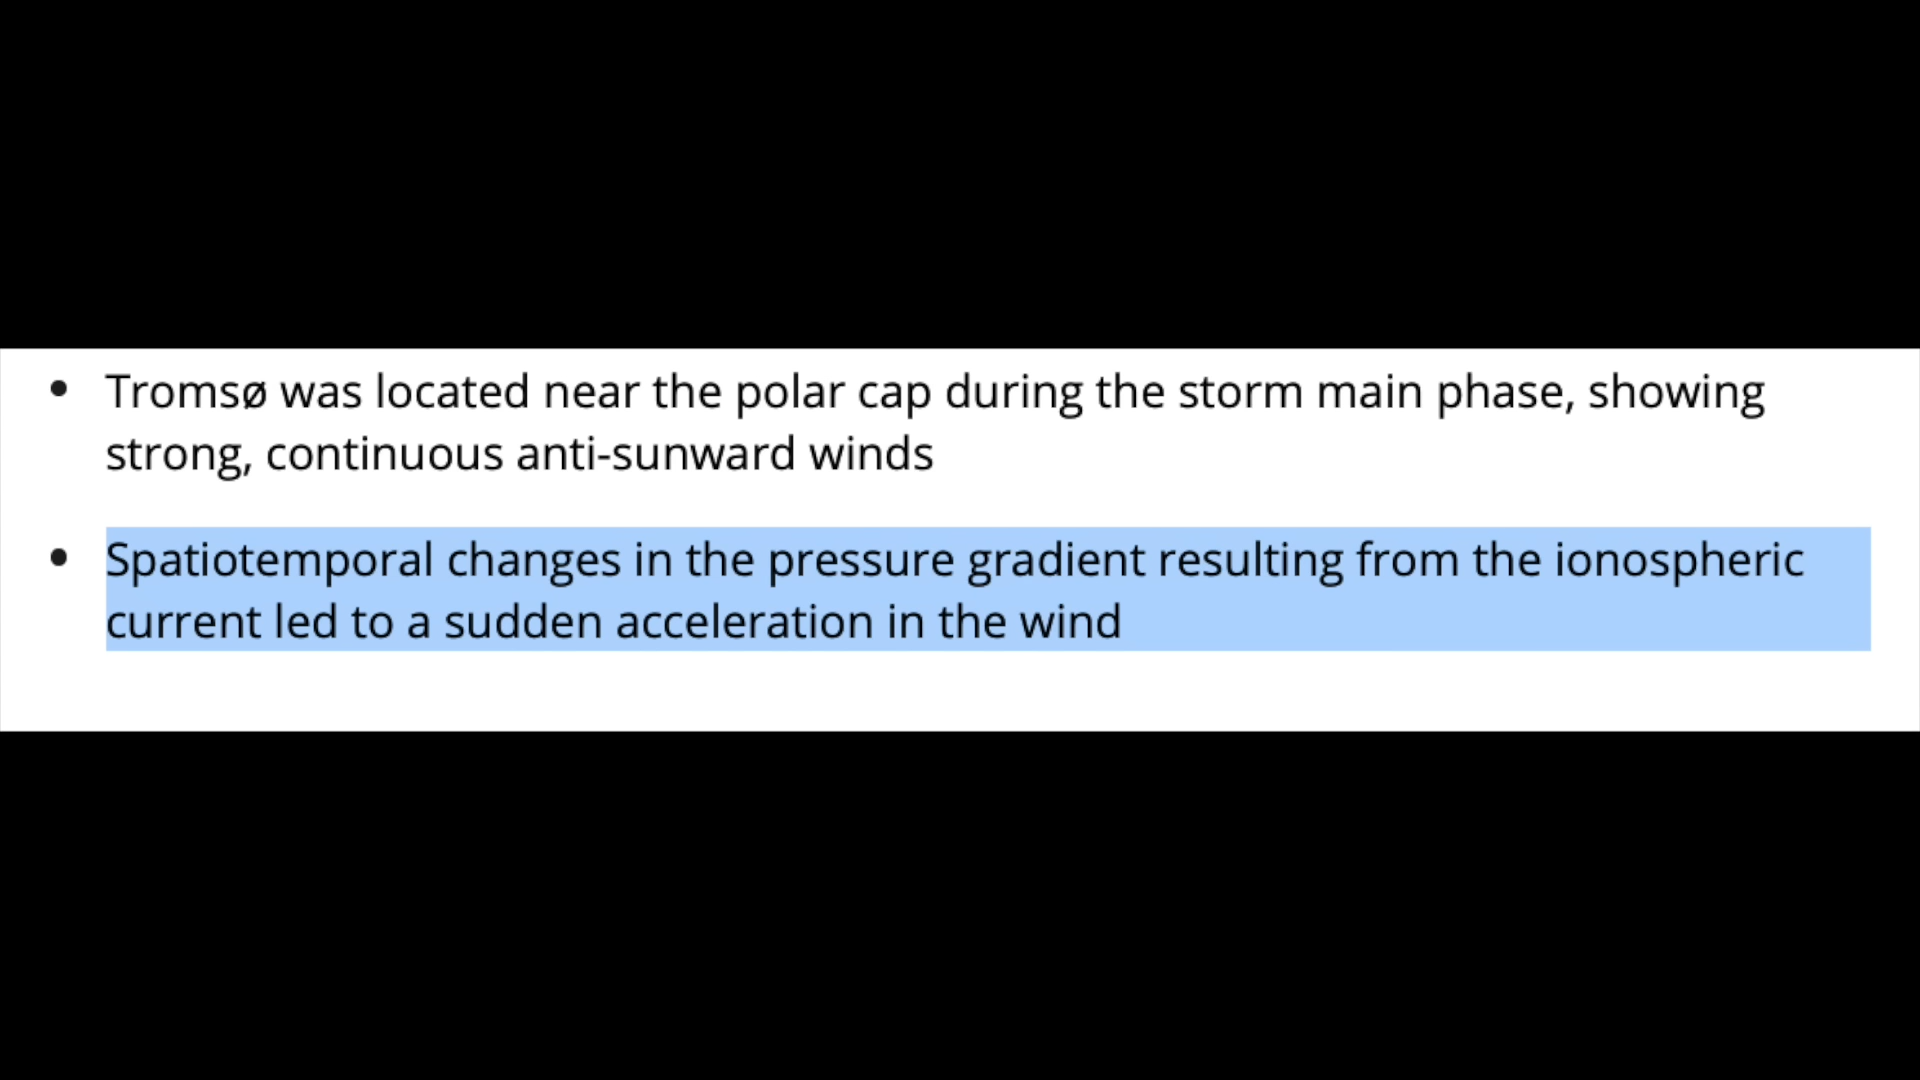 • Tromsø was located near the polar cap during the storm main phase, showing
strong, continuous anti-sunward winds
• Spatiotemporal changes in the pressure gradient resulting from the ionospheric
current led to a sudden acceleration in the wind